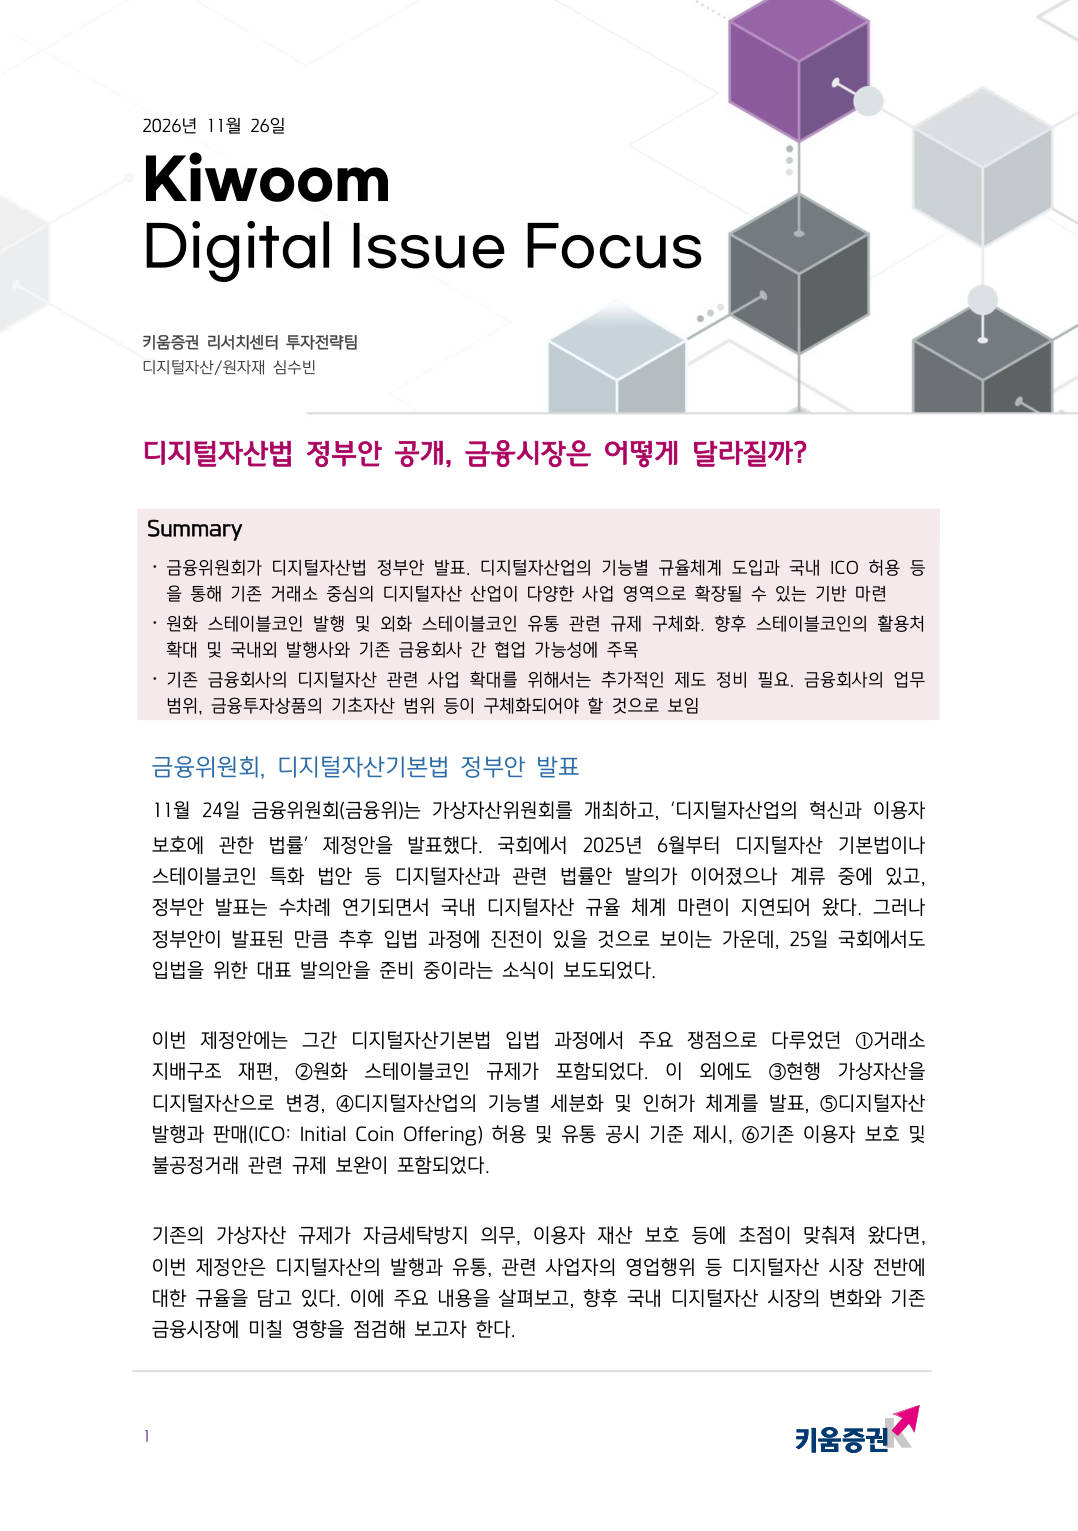 2026년 11월 26일
Kiwoom
Digital Issue Focus
키움증권 리서치센터 투자전략팀
디지털자산/원자재 심수빈
디지털자산법 정부안 공개, 금융시장은 어떻게 달라질까?
Summary
· 금융위원회가 디지털자산법 정부안 발표. 디지털자산업의 기능별 규율체계 도입과 국내 ICO 허용 등
을 통해 기존 거래소 중심의 디지털자산 산업이 다양한 사업 영역으로 확장될 수 있는 기반 마련
· 원화 스테이블코인 발행 및 외화 스테이블코인 유통 관련 규제 구체화. 향후 스테이블코인의 활용처
확대 및 국내외 발행사와 기존 금융회사 간 협업 가능성에 주목
· 기존 금융회사의 디지털자산 관련 사업 확대를 위해서는 추가적인 제도 정비 필요. 금융회사의 업무
범위, 금융투자상품의 기초자산 범위 등이 구체화되어야 할 것으로 보임
금융위원회, 디지털자산기본법 정부안 발표
11월 24일 금융위원회(금융위)는 가상자산위원회를 개최하고, ‘디지털자산업의 혁신과 이용자
보호에 관한 법률’ 제정안을 발표했다. 국회에서 2025년 6월부터 디지털자산 기본법이나
스테이블코인 특화 법안 등 디지털자산과 관련 법률안 발의가 이어졌으나 계류 중에 있고,
정부안 발표는 수차례 연기되면서 국내 디지털자산 규율 체계 마련이 지연되어 왔다. 그러나
정부안이 발표된 만큼 추후 입법 과정에 진전이 있을 것으로 보이는 가운데, 25일 국회에서도
입법을 위한 대표 발의안을 준비 중이라는 소식이 보도되었다.
이번 제정안에는 그간 디지털자산기본법 입법 과정에서 주요 쟁점으로 다루었던 ①거래소
지배구조 재편, ②원화 스테이블코인 규제가 포함되었다. 이 외에도 ③현행 가상자산을
디지털자산으로 변경, ④디지털자산업의 기능별 세분화 및 인허가 체계를 발표, ⑤디지털자산
발행과 판매(ICO: Initial Coin Offering) 허용 및 유통 공시 기준 제시, ⑥기존 이용자 보호 및
불공정거래 관련 규제 보완이 포함되었다.
기존의 가상자산 규제가 자금세탁방지 의무, 이용자 재산 보호 등에 초점이 맞춰져 왔다면,
이번 제정안은 디지털자산의 발행과 유통, 관련 사업자의 영업행위 등 디지털자산 시장 전반에
대한 규율을 담고 있다. 이에 주요 내용을 살펴보고, 향후 국내 디지털자산 시장의 변화와 기존
금융시장에 미칠 영향을 점검해 보고자 한다.
1
키움증권